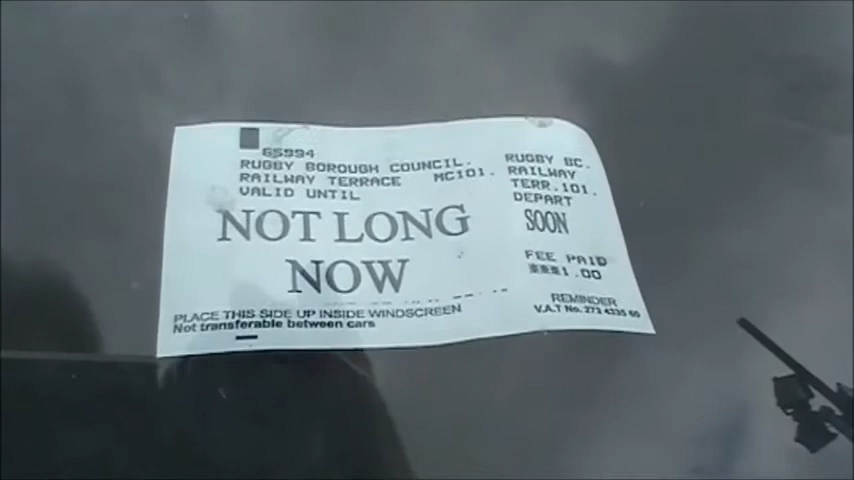 65994
RUGBY BOROUGH COUNCIL.
RAILWAY TERRACE MC101.
VALID UNTIL
NOT LONG
NOW
PLACE THIS SIDE UP INSIDE WINDSCREEN
Not transferable between cars
RUGBY BC.
RAILWAY
TERR.101.
DEPART
SOON
FEE PAID
***1.00
REMINDER
V.A.T No. 273 4335 60